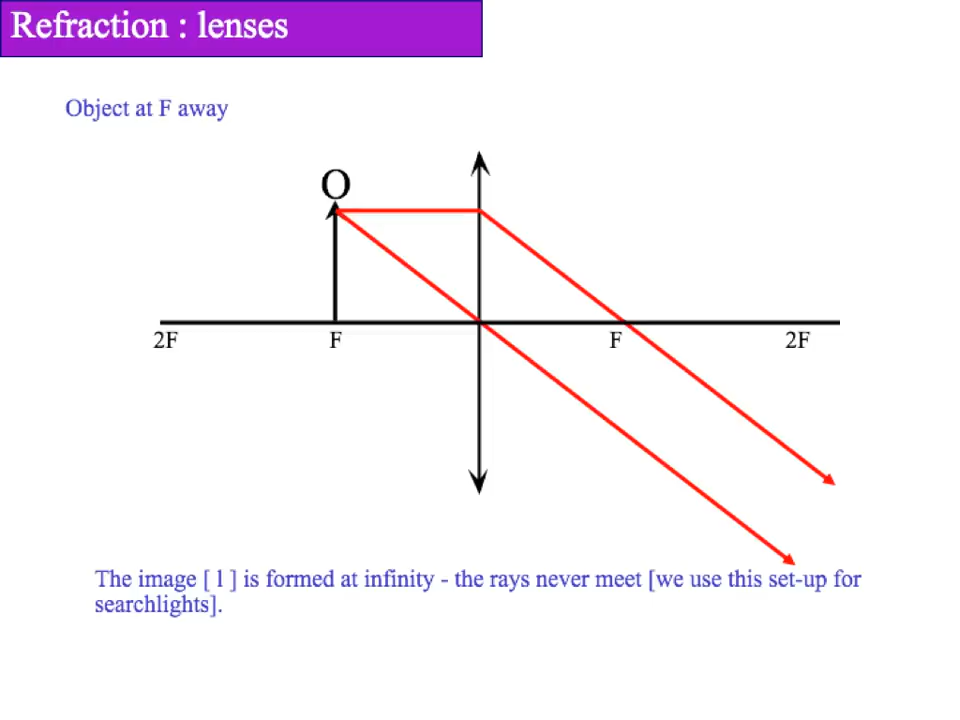 Refraction : lenses
Object at F away
O
2F F F 2F
The image [ l ] is formed at infinity - the rays never meet [we use this set-up for
searchlights].